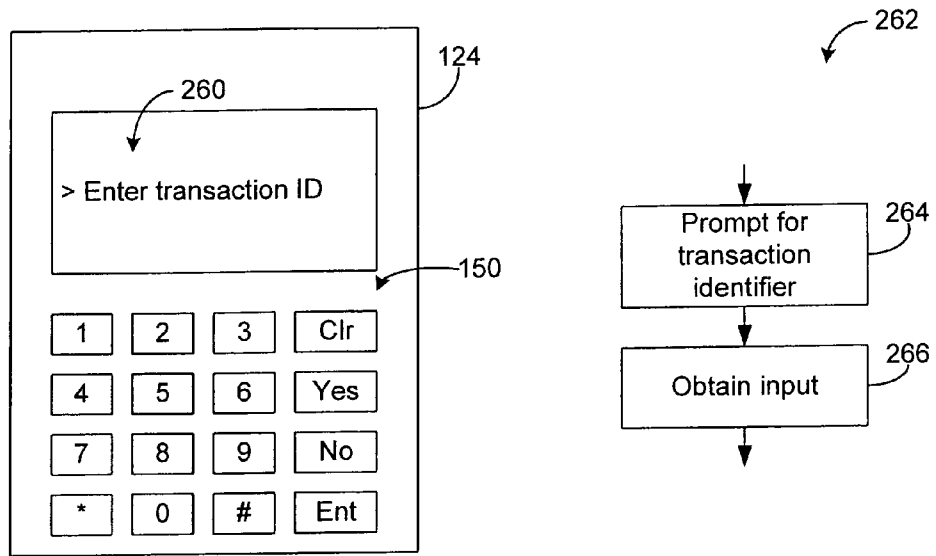 262
124
260
> Enter transaction ID
150
1 2 3 Clr
4 5 6 Yes
7 8 9 No
* 0 # Ent
Prompt for
transaction
identifier
264
Obtain input
266